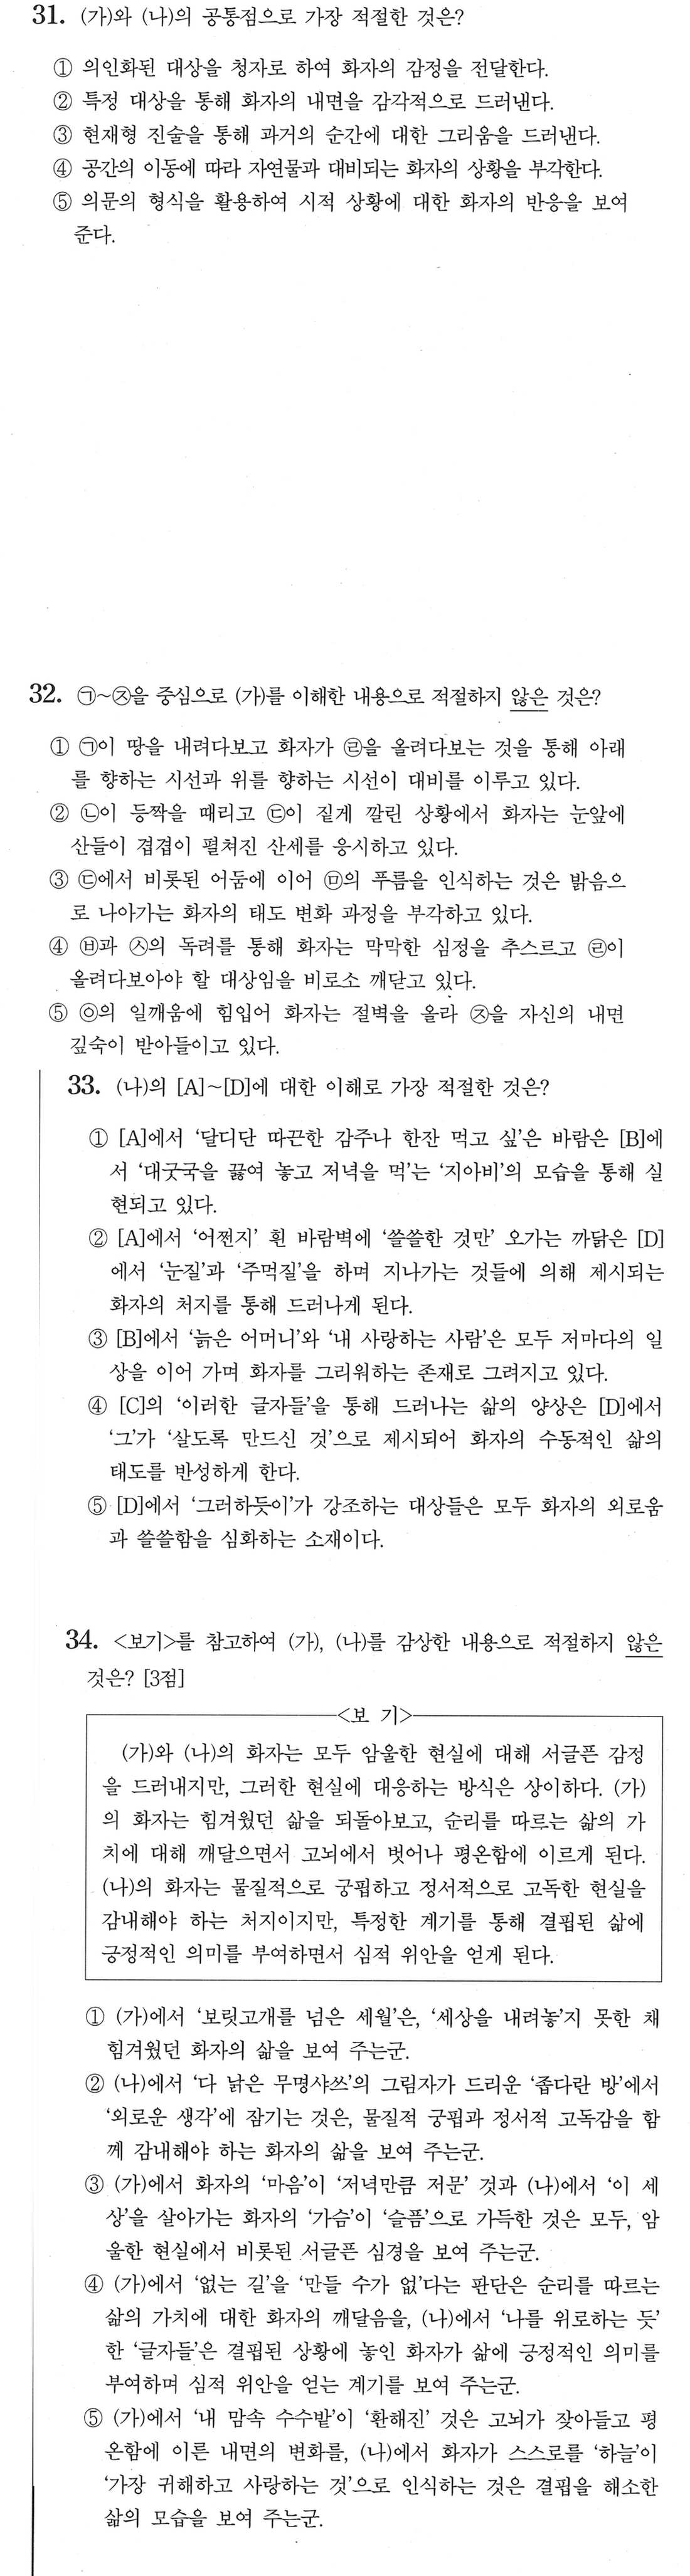 31. (가)와 (나)의 공통점으로 가장 적절한 것은?
① 의인화된 대상을 청자로 하여 화자의 감정을 전달한다.
② 특정 대상을 통해 화자의 내면을 감각적으로 드러낸다.
③ 현재형 진술을 통해 과거의 순간에 대한 그리움을 드러낸다.
④ 공간의 이동에 따라 자연물과 대비되는 화자의 상황을 부각한다.
⑤ 의문의 형식을 활용하여 시적 상황에 대한 화자의 반응을 보여
준다.
32. ㉠~㉨을 중심으로 (가)를 이해한 내용으로 적절하지 않은 것은?
① ㉠이 땅을 내려다보고 화자가 ㉣을 올려다보는 것을 통해 아래
를 향하는 시선과 위를 향하는 시선이 대비를 이루고 있다.
② ㉡이 등짝을 때리고 ㉢이 짙게 깔린 상황에서 화자는 눈앞에
산들이 겹겹이 펼쳐진 산세를 응시하고 있다.
③ ㉢에서 비롯된 어둠에 이어 ㉤의 푸름을 인식하는 것은 밝음으
로 나아가는 화자의 태도 변화 과정을 부각하고 있다.
④ ㉥과 ㉦의 독려를 통해 화자는 막막한 심정을 추스르고 ㉣이
올려다보아야 할 대상임을 비로소 깨닫고 있다.
⑤ ㉧의 일깨움에 힘입어 화자는 절벽을 올라 ㉨을 자신의 내면
깊숙이 받아들이고 있다.
33. (나)의 [A]~[D]에 대한 이해로 가장 적절한 것은?
① [A]에서 ‘달디단 따끈한 감주나 한잔 먹고 싶’은 바람은 [B]에
서 ‘대굿국을 끓여 놓고 저녁을 먹’는 ‘지아비’의 모습을 통해 실
현되고 있다.
② [A]에서 ‘어쩐지’ 흰 바람벽에 ‘쓸쓸한 것만’ 오가는 까닭은 [D]
에서 ‘눈질’과 ‘주먹질’을 하며 지나가는 것들에 의해 제시되는
화자의 처지를 통해 드러나게 된다.
③ [B]에서 ‘늙은 어머니’와 ‘내 사랑하는 사람’은 모두 저마다의 일
상을 이어 가며 화자를 그리워하는 존재로 그려지고 있다.
④ [C]의 ‘이러한 글자들’을 통해 드러나는 삶의 양상은 [D]에서
‘그’가 ‘살도록 만드신 것’으로 제시되어 화자의 수동적인 삶의
태도를 반성하게 한다.
⑤ [D]에서 ‘그러하듯이’가 강조하는 대상들은 모두 화자의 외로움
과 쓸쓸함을 심화하는 소재이다.
34. <보기>를 참고하여 (가), (나)를 감상한 내용으로 적절하지 않은
것은? [3점]
<보 기>
(가)와 (나)의 화자는 모두 암울한 현실에 대해 서글픈 감정
을 드러내지만, 그러한 현실에 대응하는 방식은 상이하다. (가)
의 화자는 힘겨웠던 삶을 되돌아보고, 순리를 따르는 삶의 가
치에 대해 깨달으면서 고뇌에서 벗어나 평온함에 이르게 된다.
(나)의 화자는 물질적으로 궁핍하고 정서적으로 고독한 현실을
감내해야 하는 처지이지만, 특정한 계기를 통해 결핍된 삶에
긍정적인 의미를 부여하면서 심적 위안을 얻게 된다.
① (가)에서 ‘보릿고개를 넘은 세월’은, ‘세상을 내려놓’지 못한 채
힘겨웠던 화자의 삶을 보여 주는군.
② (나)에서 ‘다 낡은 무명샤쓰’의 그림자가 드리운 ‘좁다란 방’에서
‘외로운 생각’에 잠기는 것은, 물질적 궁핍과 정서적 고독감을 함
께 감내해야 하는 화자의 삶을 보여 주는군.
③ (가)에서 화자의 ‘마음’이 ‘저녁만큼 저문’ 것과 (나)에서 ‘이 세
상’을 살아가는 화자의 ‘가슴’이 ‘슬픔’으로 가득한 것은 모두, 암
울한 현실에서 비롯된 서글픈 심경을 보여 주는군.
④ (가)에서 ‘없는 길’을 ‘만들 수가 없’다는 판단은 순리를 따르는
삶의 가치에 대한 화자의 깨달음을, (나)에서 ‘나를 위로하는 듯’
한 ‘글자들’은 결핍된 상황에 놓인 화자가 삶에 긍정적인 의미를
부여하며 심적 위안을 얻는 계기를 보여 주는군.
⑤ (가)에서 ‘내 맘속 수수밭’이 ‘환해진’ 것은 고뇌가 잦아들고 평
온함에 이른 내면의 변화를, (나)에서 화자가 스스로를 ‘하늘’이
‘가장 귀해하고 사랑하는 것’으로 인식하는 것은 결핍을 해소한
삶의 모습을 보여 주는군.